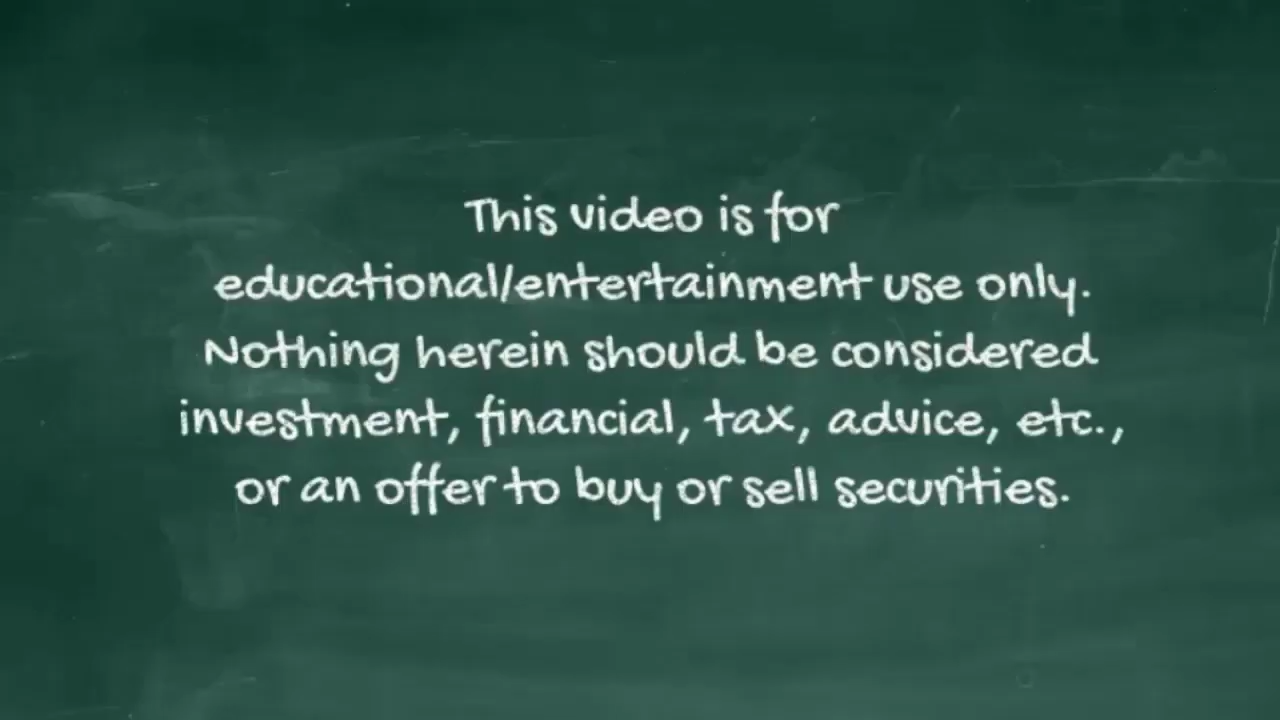 This video is for
educational/entertainment use only.
Nothing herein should be considered
investment, financial, tax, advice, etc.,
or an offer to buy or sell securities.